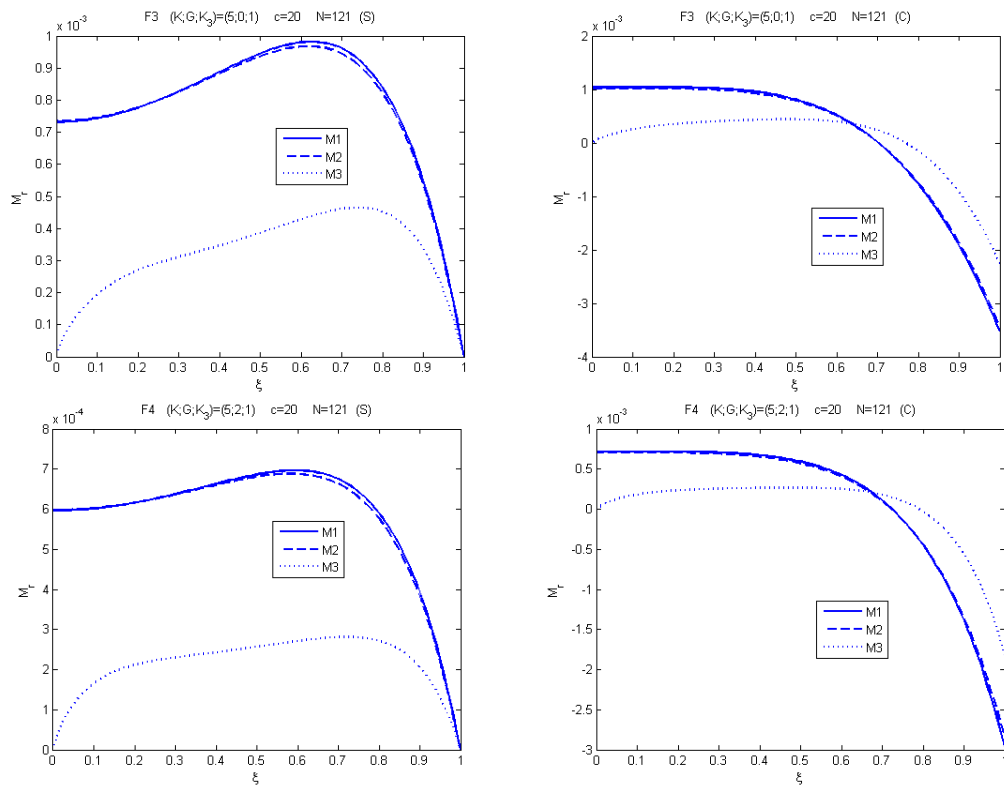 F3 (K;G;K3)=(5;0;1) c=20 N=121 (S)
x 10^-3
1
0.9
0.8
0.7
0.6
0.5
0.4
0.3
0.2
0.1
0
M_r
M1
M2
M3
0 0.1 0.2 0.3 0.4 0.5 0.6 0.7 0.8 0.9 1
ξ
F3 (K;G;K_3)=(5;0;1) c=20 N=121 (C)
x 10^-3
2
1
0
-1
-2
-3
-4
M_r
M1
M2
M3
0 0.1 0.2 0.3 0.4 0.5 0.6 0.7 0.8 0.9 1
ξ
F4 (K;G;K_3)=(5;2;1) c=20 N=121 (S)
x 10^-4
8
7
6
5
4
3
2
1
0
M_r
M1
M2
M3
0 0.1 0.2 0.3 0.4 0.5 0.6 0.7 0.8 0.9 1
ξ
F4 (K;G;K_3)=(5;2;1) c=20 N=121 (C)
x 10^-3
1
0.5
0
-0.5
-1
-1.5
-2
-2.5
-3
M_r
M1
M2
M3
0 0.1 0.2 0.3 0.4 0.5 0.6 0.7 0.8 0.9 1
ξ